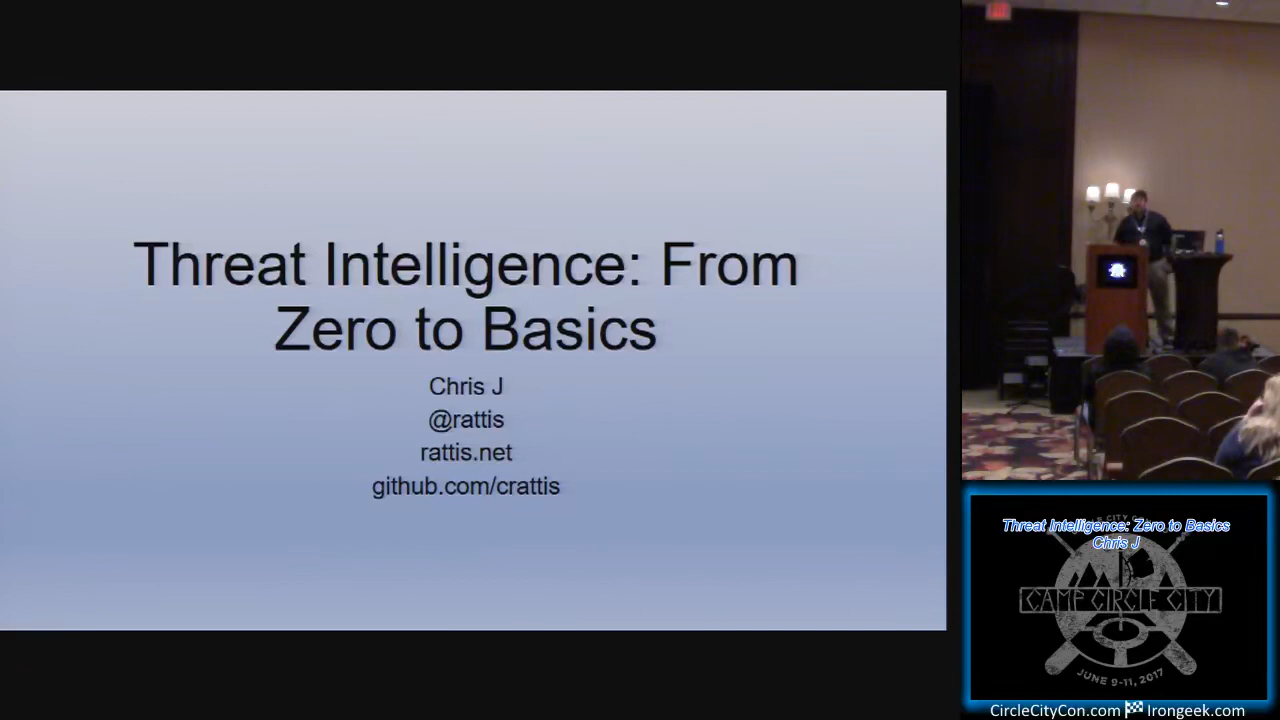 Threat Intelligence: From
Zero to Basics
Chris J
@rattis
rattis.net
github.com/crattis
Threat Intelligence: Zero to Basics
Chris J
CAMP CIRCLE CITY
JUNE 9-11, 2017
CircleCityCon.com Irongeek.com